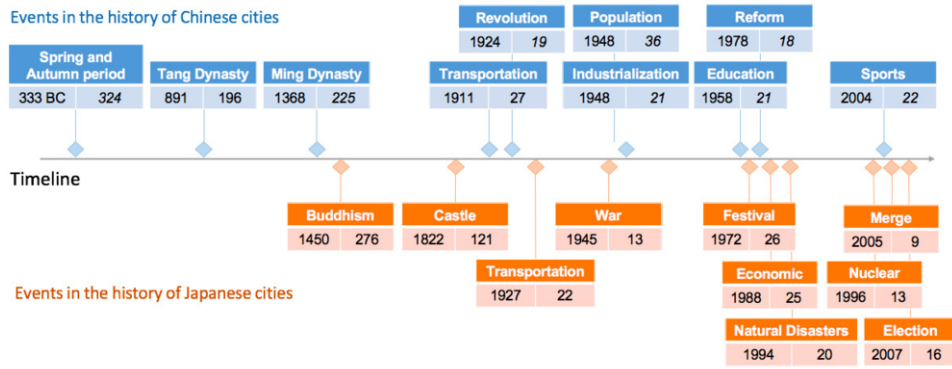 Events in the history of Chinese cities
Revolution
1924 19
Population
1948 36
Reform
1978 18
Spring and
Autumn period
333 BC 324
Tang Dynasty
891 196
Ming Dynasty
1368 225
Transportation
1911 27
Industrialization
1948 21
Education
1958 21
Sports
2004 22
Timeline
Buddhism
1450 276
Castle
1822 121
War
1945 13
Festival
1972 26
Merge
2005 9
Transportation
1927 22
Economic
1988 25
Nuclear
1996 13
Events in the history of Japanese cities
Natural Disasters
1994 20
Election
2007 16